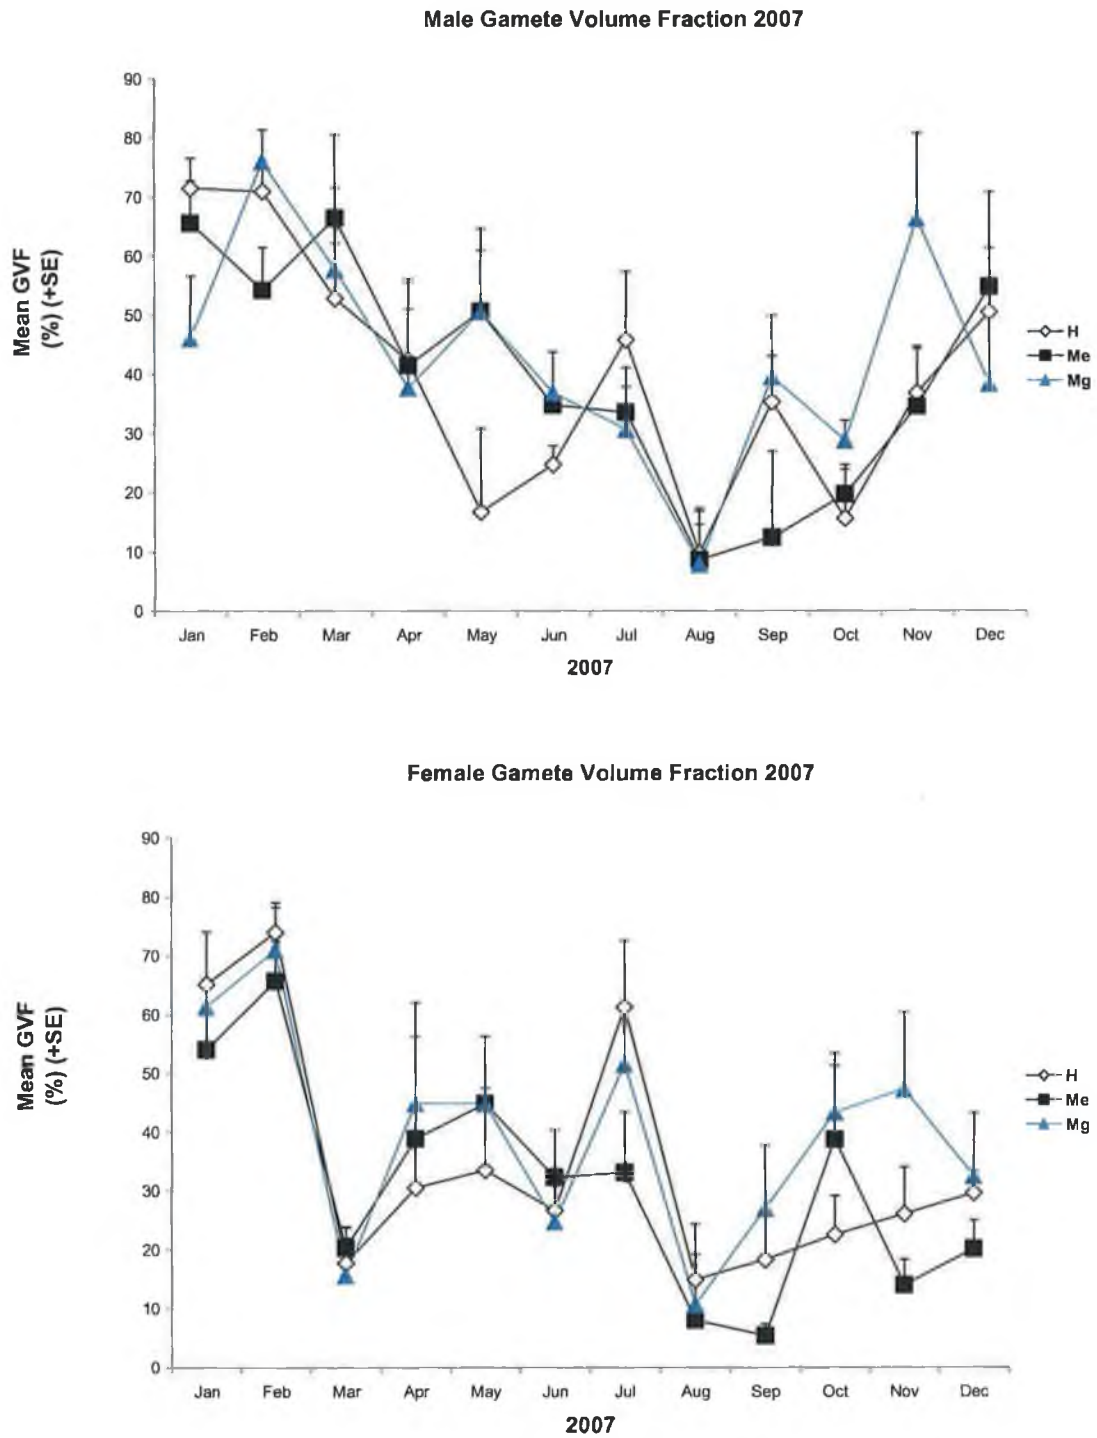 Male Gamete Volume Fraction 2007
Mean GVF
(%) (+SE)
90
80
70
60
50
40
30
20
10
0
Jan Feb Mar Apr May Jun Jul Aug Sep Oct Nov Dec
2007
H
Me
Mg
Female Gamete Volume Fraction 2007
Mean GVF
(%) (+SE)
90
80
70
60
50
40
30
20
10
0
Jan Feb Mar Apr May Jun Jul Aug Sep Oct Nov Dec
2007
H
Me
Mg